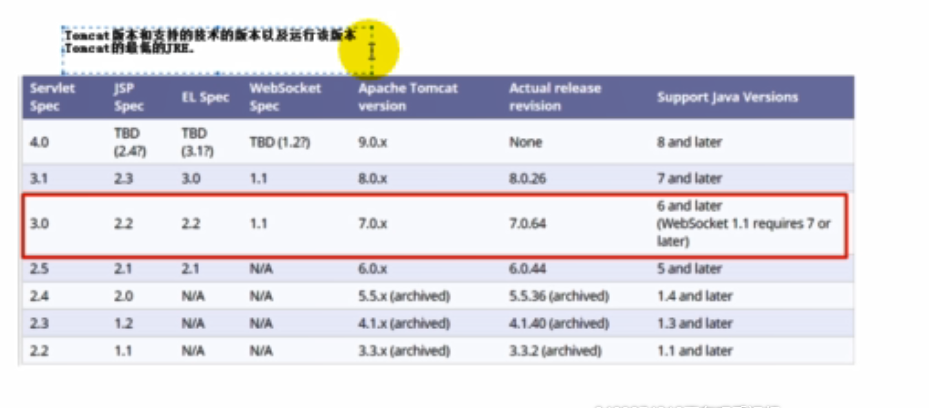 Tomcat版本和支持的技术的版本以及运行该版本
Tomcat的最低的JRE.
Servlet Spec JSP Spec EL Spec WebSocket Spec Apache Tomcat version Actual release revision Support Java Versions
4.0 TBD (2.4?) TBD (3.1?) TBD (1.2?) 9.0.x None 8 and later
3.1 2.3 3.0 1.1 8.0.x 8.0.26 7 and later
3.0 2.2 2.2 1.1 7.0.x 7.0.64 6 and later (WebSocket 1.1 requires 7 or later)
2.5 2.1 2.1 N/A 6.0.x 6.0.44 5 and later
2.4 2.0 N/A N/A 5.5.x (archived) 5.5.36 (archived) 1.4 and later
2.3 1.2 N/A N/A 4.1.x (archived) 4.1.40 (archived) 1.3 and later
2.2 1.1 N/A N/A 3.3.x (archived) 3.3.2 (archived) 1.1 and later